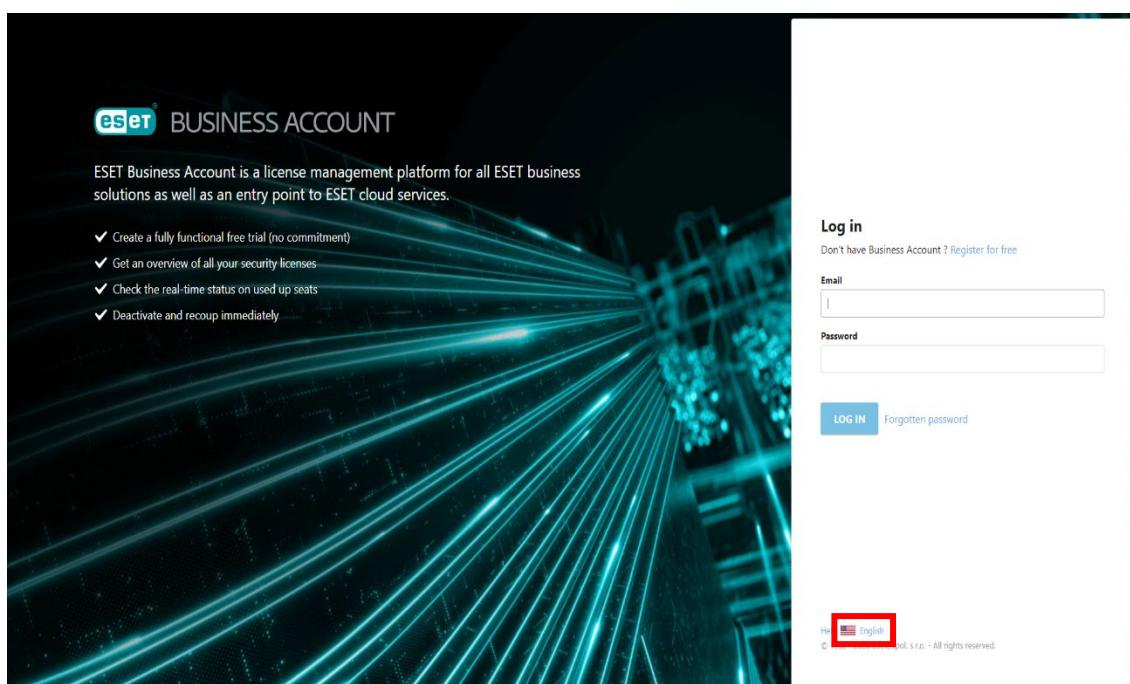 eset® BUSINESS ACCOUNT
ESET Business Account is a license management platform for all ESET business
solutions as well as an entry point to ESET cloud services.
✓ Create a fully functional free trial (no commitment)
✓ Get an overview of all your security licenses
✓ Check the real-time status on used up seats
✓ Deactivate and recoup immediately
Log in
Don't have Business Account ? Register for free
Email
Password
LOG IN Forgotten password
English
© spol. s r.o. - All rights reserved.